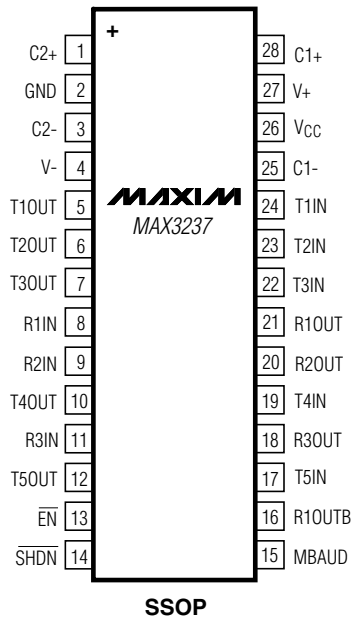 +
C2+ 1 28 C1+
GND 2 27 V+
C2- 3 26 VCC
V- 4 25 C1-
T1OUT 5 24 T1IN
MAXIM
MAX3237
T2OUT 6 23 T2IN
T3OUT 7 22 T3IN
R1IN 8 21 R1OUT
R2IN 9 20 R2OUT
T4OUT 10 19 T4IN
R3IN 11 18 R3OUT
T5OUT 12 17 T5IN
EN 13 16 R1OUTB
SHDN 14 15 MBAUD
SSOP